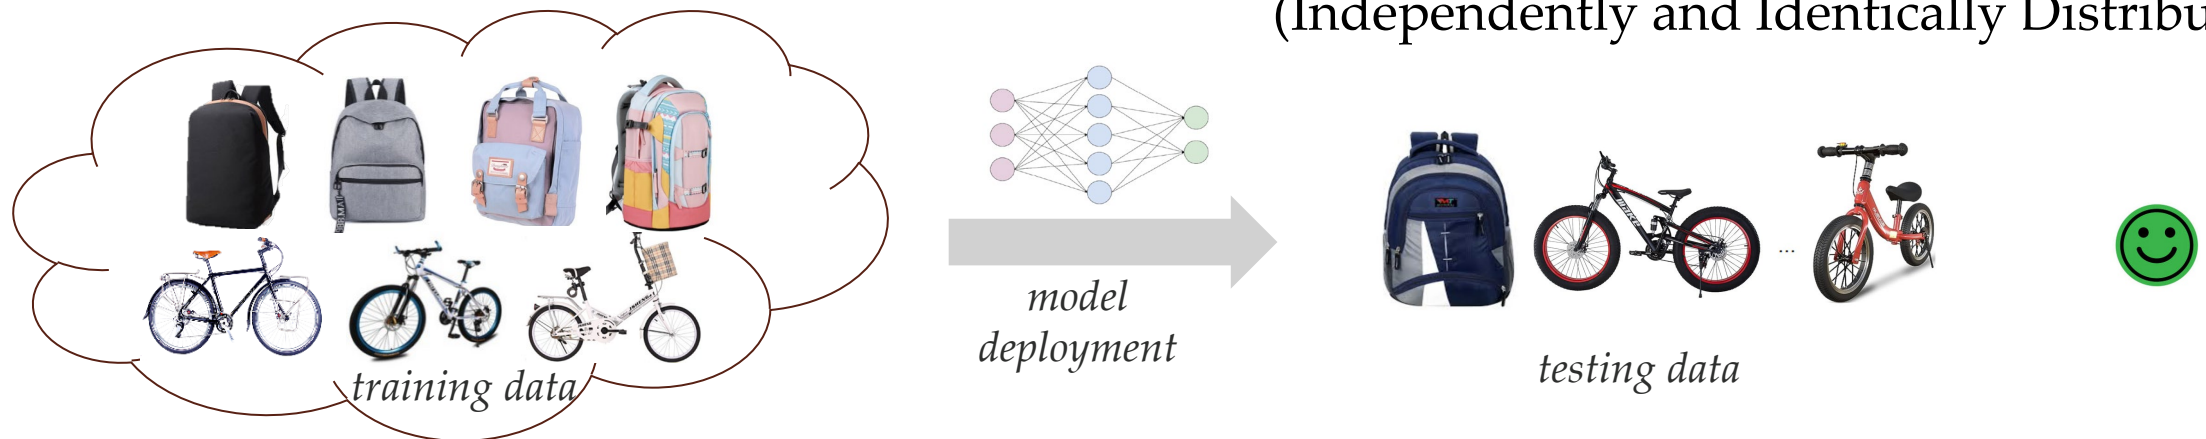 (Independently and Identically Distribu
training data
model
deployment
...
testing data